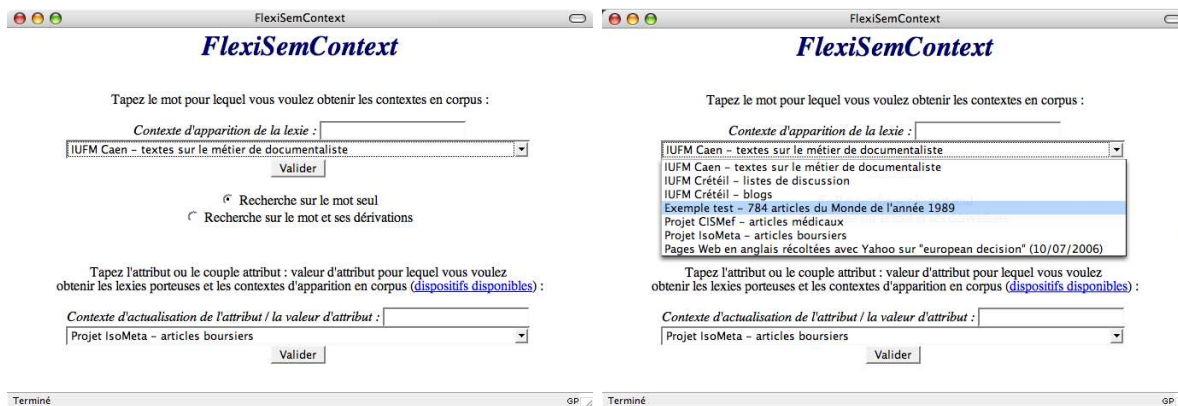 FlexiSemContext
FlexiSemContext
Tapez le mot pour lequel vous voulez obtenir les contextes en corpus :
Contexte d'apparition de la lexie :
IUFM Caen – textes sur le métier de documentaliste
Valider
Recherche sur le mot seul
Recherche sur le mot et ses dérivations
Tapez l'attribut ou le couple attribut : valeur d'attribut pour lequel vous voulez
obtenir les lexies porteuses et les contextes d'apparition en corpus (dispositifs disponibles) :
Contexte d'actualisation de l'attribut / la valeur d'attribut :
Projet IsoMeta – articles boursiers
Valider
Terminé GP
FlexiSemContext
FlexiSemContext
Tapez le mot pour lequel vous voulez obtenir les contextes en corpus :
Contexte d'apparition de la lexie :
IUFM Caen – textes sur le métier de documentaliste
IUFM Caen – textes sur le métier de documentaliste
IUFM Crétéil – listes de discussion
IUFM Crétéil – blogs
Exemple test – 784 articles du Monde de l'année 1989
Projet CISMef – articles médicaux
Projet IsoMeta – articles boursiers
Pages Web en anglais récoltées avec Yahoo sur "european decision" (10/07/2006)
Tapez l'attribut ou le couple attribut : valeur d'attribut pour lequel vous voulez
obtenir les lexies porteuses et les contextes d'apparition en corpus (dispositifs disponibles) :
Contexte d'actualisation de l'attribut / la valeur d'attribut :
Projet IsoMeta – articles boursiers
Valider
Terminé GP